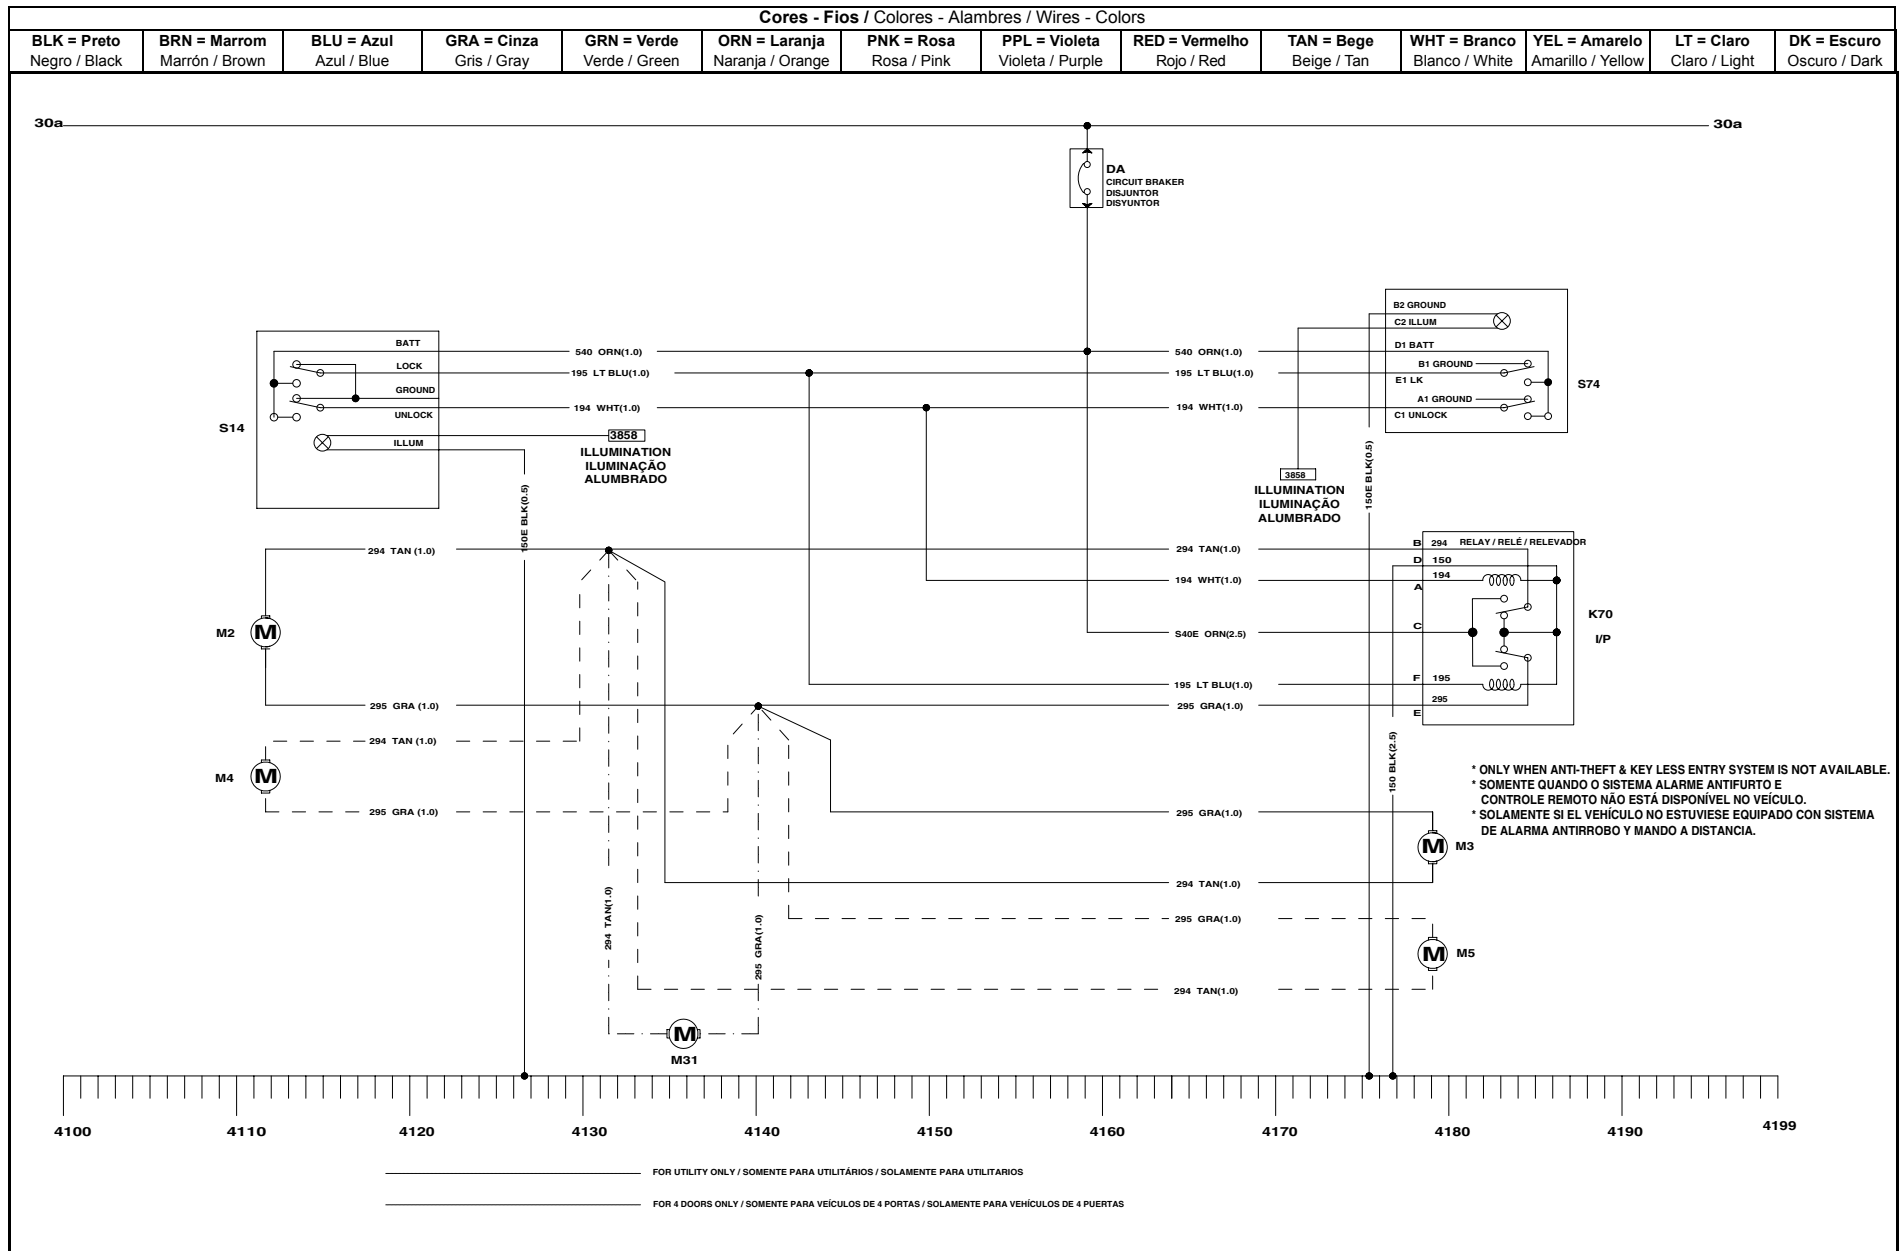 Cores - Fios / Colores - Alambres / Wires - Colors
BLK = Preto
Negro / Black
BRN = Marrom
Marrón / Brown
BLU = Azul
Azul / Blue
GRA = Cinza
Gris / Gray
GRN = Verde
Verde / Green
ORN = Laranja
Naranja / Orange
PNK = Rosa
Rosa / Pink
PPL = Violeta
Violeta / Purple
RED = Vermelho
Rojo / Red
TAN = Bege
Beige / Tan
WHT = Branco
Blanco / White
YEL = Amarelo
Amarillo / Yellow
LT = Claro
Claro / Light
DK = Escuro
Oscuro / Dark
30a
30a
DA
CIRCUIT BRAKER
DISJUNTOR
DISYUNTOR
S14
BATT
LOCK
GROUND
UNLOCK
ILLUM
540 ORN(1.0)
195 LT BLU(1.0)
194 WHT(1.0)
3858
ILLUMINATION
ILUMINAÇÃO
ALUMBRADO
150E BLK(0.5)
540 ORN(1.0)
195 LT BLU(1.0)
194 WHT(1.0)
B2 GROUND
C2 ILLUM
D1 BATT
B1 GROUND
E1 LK
A1 GROUND
C1 UNLOCK
S74
3858
ILLUMINATION
ILUMINAÇÃO
ALUMBRADO
150E BLK(0.5)
294 TAN (1.0)
294 TAN(1.0)
B 294 RELAY / RELÉ / RELEVADOR
D 150
194 WHT(1.0)
194
A
K70
I/P
M2
M
S40E ORN(2.5)
C
195 LT BLU(1.0)
F 195
295 GRA (1.0)
295 GRA(1.0)
295
E
294 TAN (1.0)
M4
M
295 GRA (1.0)
150 BLK(2.5)
* ONLY WHEN ANTI-THEFT & KEY LESS ENTRY SYSTEM IS NOT AVAILABLE.
* SOMENTE QUANDO O SISTEMA ALARME ANTIFURTO E
CONTROLE REMOTO NÃO ESTÁ DISPONÍVEL NO VEÍCULO.
* SOLAMENTE SI EL VEHÍCULO NO ESTUVIESE EQUIPADO CON SISTEMA
DE ALARMA ANTIRROBO Y MANDO A DISTANCIA.
295 GRA(1.0)
M
M3
294 TAN(1.0)
294 TAN(1.0)
295 GRA(1.0)
295 GRA(1.0)
M
M5
294 TAN(1.0)
M
M31
4100
4110
4120
4130
4140
4150
4160
4170
4180
4190
4199
FOR UTILITY ONLY / SOMENTE PARA UTILITÁRIOS / SOLAMENTE PARA UTILITARIOS
FOR 4 DOORS ONLY / SOMENTE PARA VEÍCULOS DE 4 PORTAS / SOLAMENTE PARA VEHÍCULOS DE 4 PUERTAS